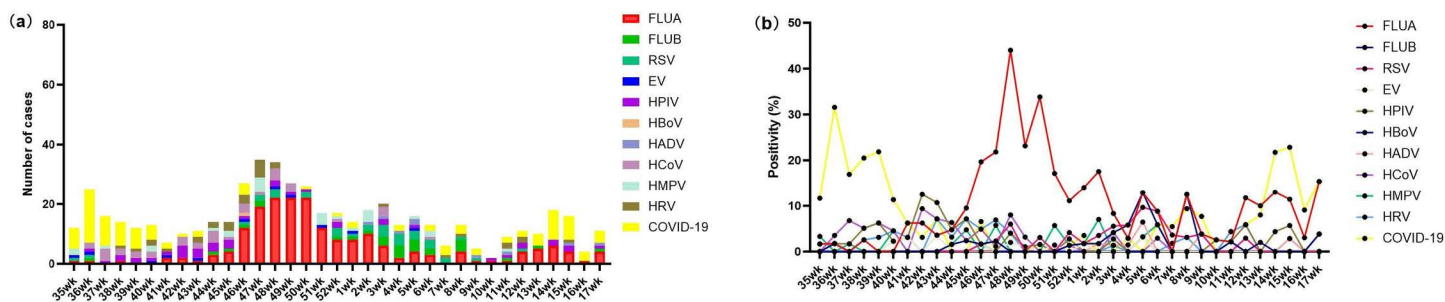 (a)
80
60
40
20
0
Number of cases
35wk 36wk 37wk 38wk 39wk 40wk 41wk 42wk 43wk 44wk 45wk 46wk 47wk 48wk 49wk 50wk 51wk 52wk 1wk 2wk 3wk 4wk 5wk 6wk 7wk 8wk 9wk 10wk 11wk 12wk 13wk 14wk 15wk 16wk 17wk
FLUA
FLUB
RSV
EV
HPIV
HBoV
HADV
HCoV
HMPV
HRV
COVID-19
(b)
50
40
30
20
10
0
Positivity (%)
35wk 36wk 37wk 38wk 39wk 40wk 41wk 42wk 43wk 44wk 45wk 46wk 47wk 48wk 49wk 50wk 51wk 52wk 1wk 2wk 3wk 4wk 5wk 6wk 7wk 8wk 9wk 10wk 11wk 12wk 13wk 14wk 15wk 16wk 17wk
FLUA
FLUB
RSV
EV
HPIV
HBoV
HADV
HCoV
HMPV
HRV
COVID-19